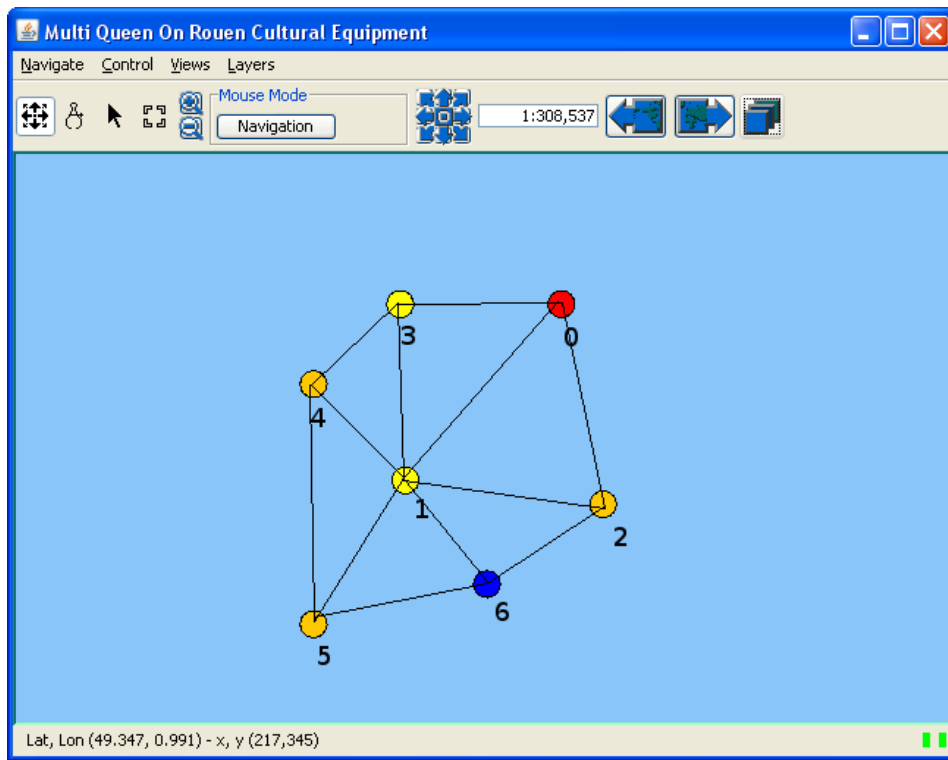 Multi Queen On Rouen Cultural Equipment
Navigate Control Views Layers
Mouse Mode
Navigation
1:308,537
3
0
4
1
2
6
5
Lat, Lon (49.347, 0.991) - x, y (217,345)